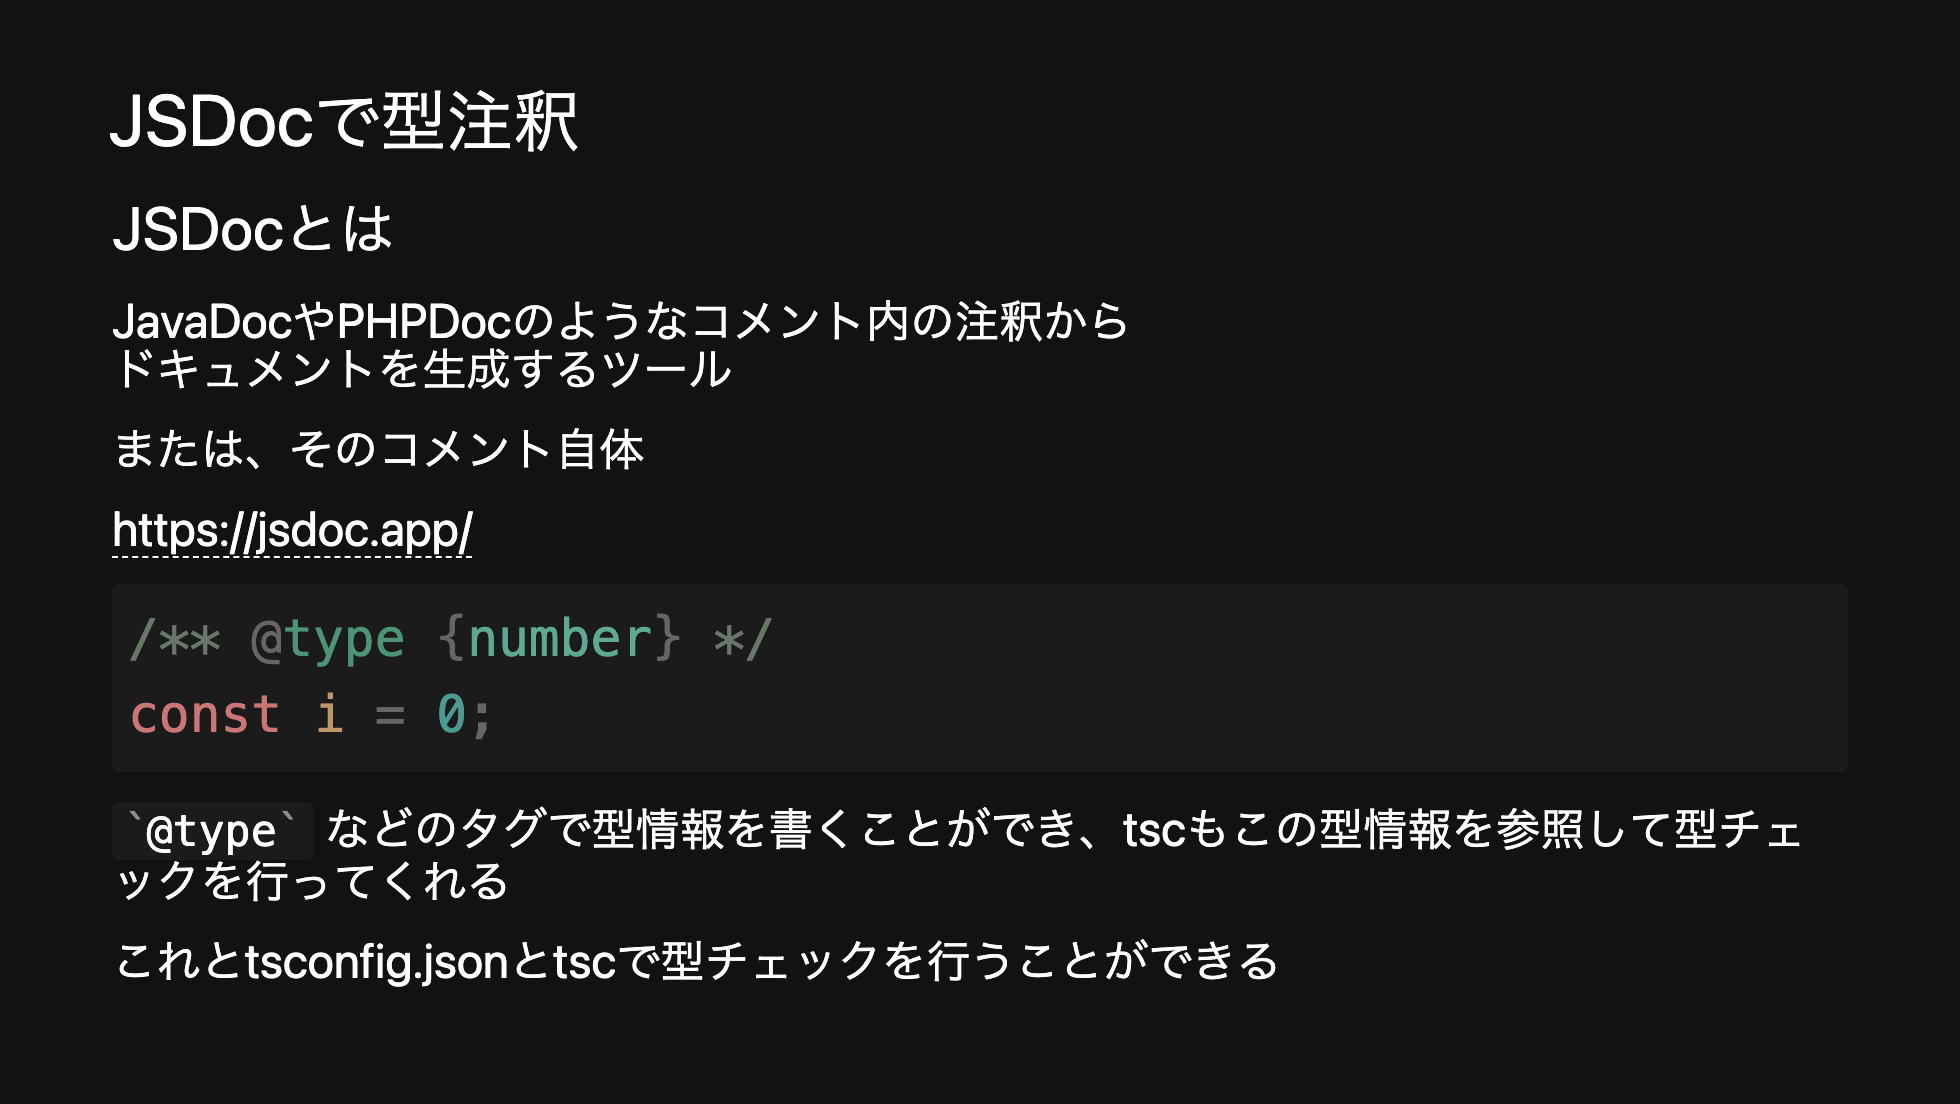 JSDocで型注釈
JSDocとは
JavaDocやPHPDocのようなコメント内の注釈から
ドキュメントを生成するツール
または、そのコメント自体
https://jsdoc.app/
/** @type {number} */
const i = 0;
`@type` などのタグで型情報を書くことができ、tscもこの型情報を参照して型チェ
ックを行ってくれる
これとtsconfig.jsonとtscで型チェックを行うことができる